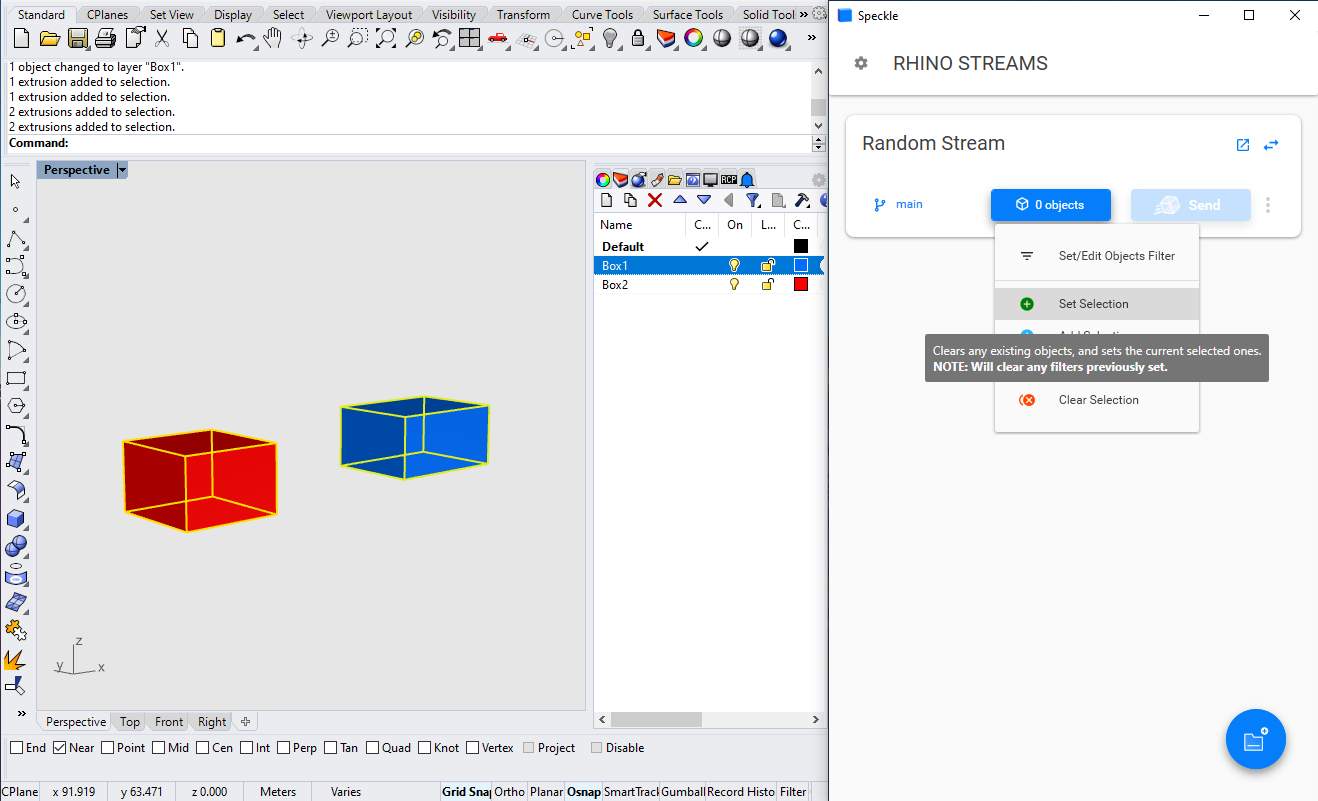 Standard CPlanes Set View Display Select Viewport Layout Visibility Transform Curve Tools Surface Tools Solid Tool »
»
1 object changed to layer "Box1".
1 extrusion added to selection.
1 extrusion added to selection.
2 extrusions added to selection.
2 extrusions added to selection.
Command:
Perspective
z
y
x
RCP
Name C... On L... C...
Default
Box1
Box2
»
Perspective Top Front Right
End Near Point Mid Cen Int Perp Tan Quad Knot Vertex Project Disable
CPlane x 91.919 y 63.471 z 0.000 Meters Varies Grid Snap Ortho Planar Osnap SmartTrack Gumball Record Histo Filter
Speckle
RHINO STREAMS
Random Stream
main 0 objects Send
Set/Edit Objects Filter
Set Selection
Clears any existing objects, and sets the current selected ones.
NOTE: Will clear any filters previously set.
Clear Selection